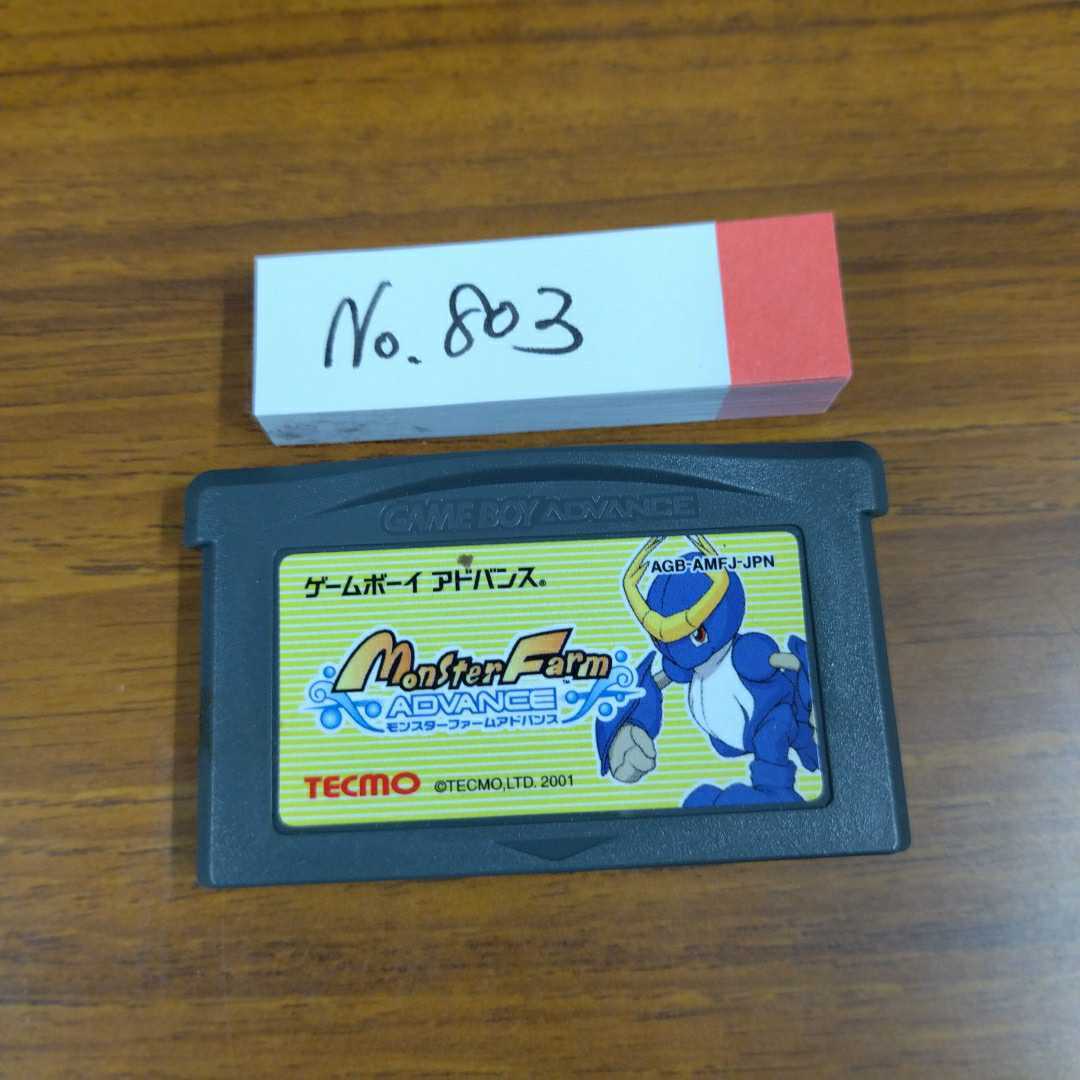 No. 803
GAME BOY ADVANCE
ゲームボーイ アドバンス®
AGB-AMFJ-JPN
Monster Farm™
ADVANCE
モンスターファームアドバンス
TECMO ©TECMO,LTD. 2001